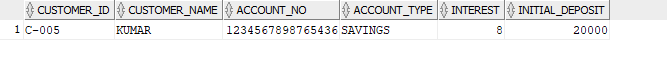 CUSTOMER_ID CUSTOMER_NAME ACCOUNT_NO ACCOUNT_TYPE INTEREST INITIAL_DEPOSIT
1 C-005 KUMAR 1234567898765436 SAVINGS 8 20000